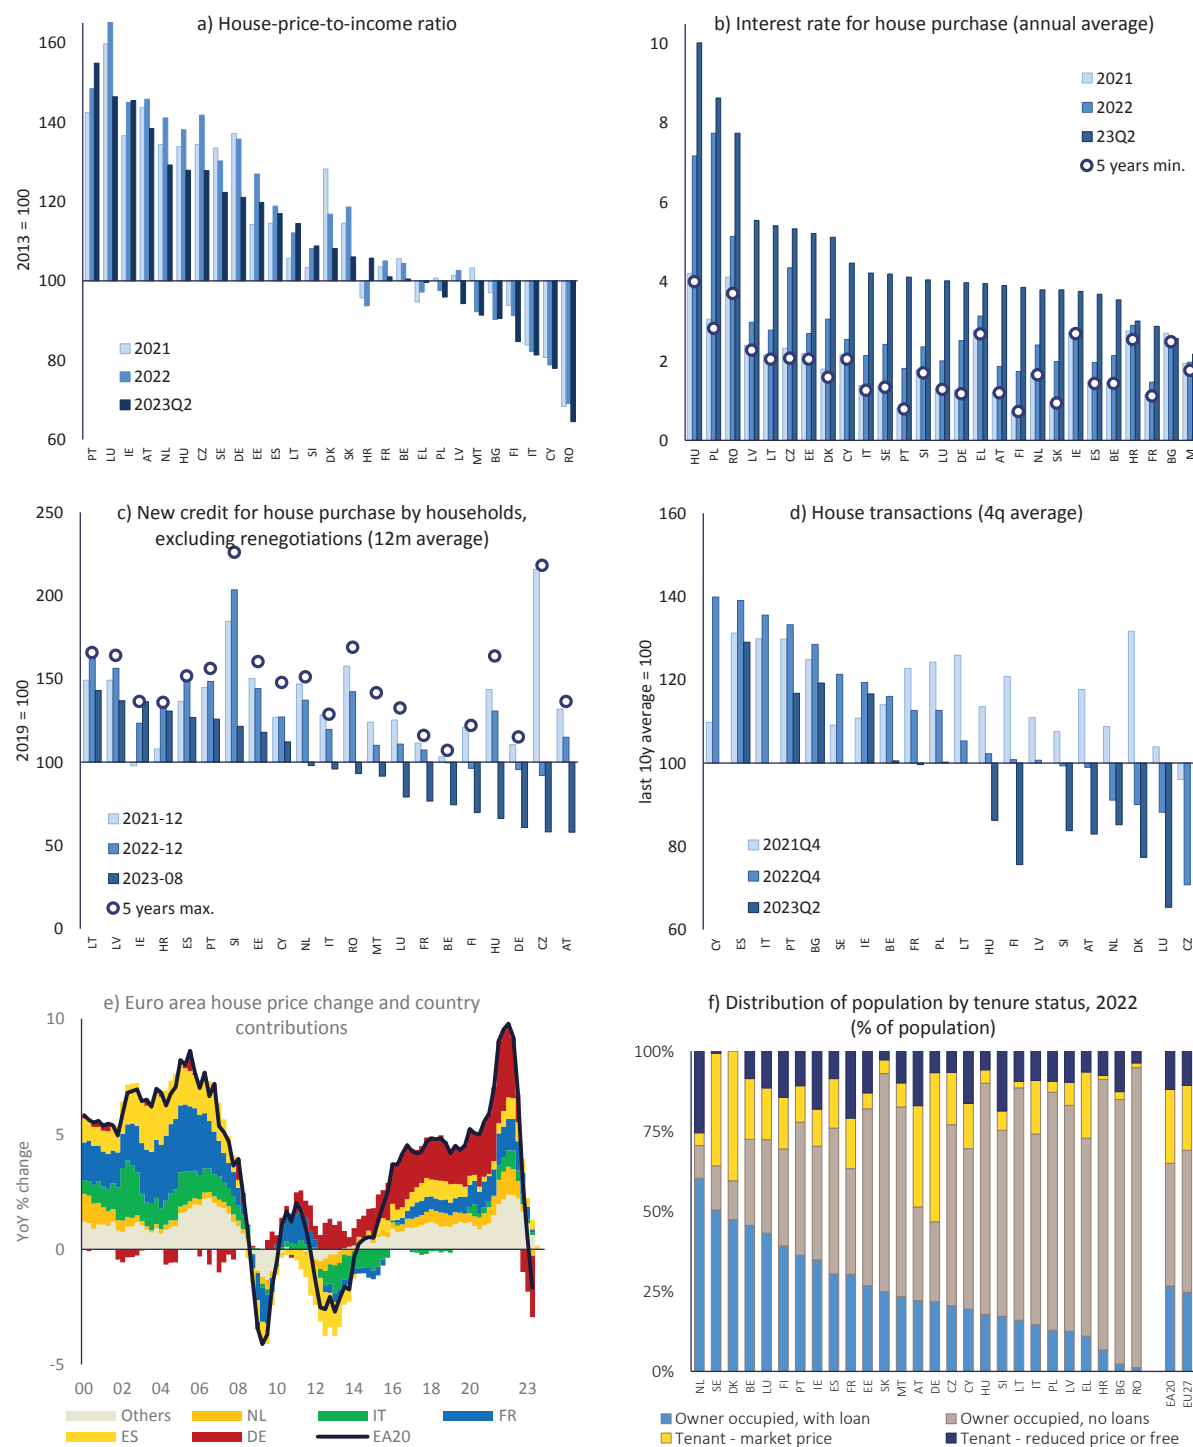 a) House-price-to-income ratio
2013 = 100
160
140
120
100
80
60
2021
2022
2023Q2
PT LU IE AT NL HU CZ SE DE EE ES LT SI DK SK HR FR BE EL PL LV MT BG FI IT CY RO
b) Interest rate for house purchase (annual average)
10
8
6
4
2
0
2021
2022
23Q2
5 years min.
HU PL RO LV LT CZ EE DK CY IT SE PT SI LU DE EL AT FI NL SK IE ES BE HR FR BG M
c) New credit for house purchase by households,
excluding renegotiations (12m average)
2019 = 100
250
200
150
100
50
0
2021-12
2022-12
2023-08
5 years max.
LT LV IE HR ES PT SI EE CY NL IT RO MT LU FR BE FI HU DE CZ AT
d) House transactions (4q average)
last 10y average = 100
160
140
120
100
80
60
2021Q4
2022Q4
2023Q2
CY ES IT PT BG SE IE BE FR PL LT HU FI LV SI AT NL DK LU CZ
e) Euro area house price change and country
contributions
YoY % change
10
5
0
-5
00 02 04 06 08 10 12 14 16 18 20 23
Others NL IT FR
ES DE EA20
f) Distribution of population by tenure status, 2022
(% of population)
100%
75%
50%
25%
0%
NL SE DK BE LU FI PT IE ES FR EE SK MT AT DE CZ CY HU SI LT IT PL LV EL HR BG RO EA20 EU27
Owner occupied, with loan Owner occupied, no loans
Tenant - market price Tenant - reduced price or free